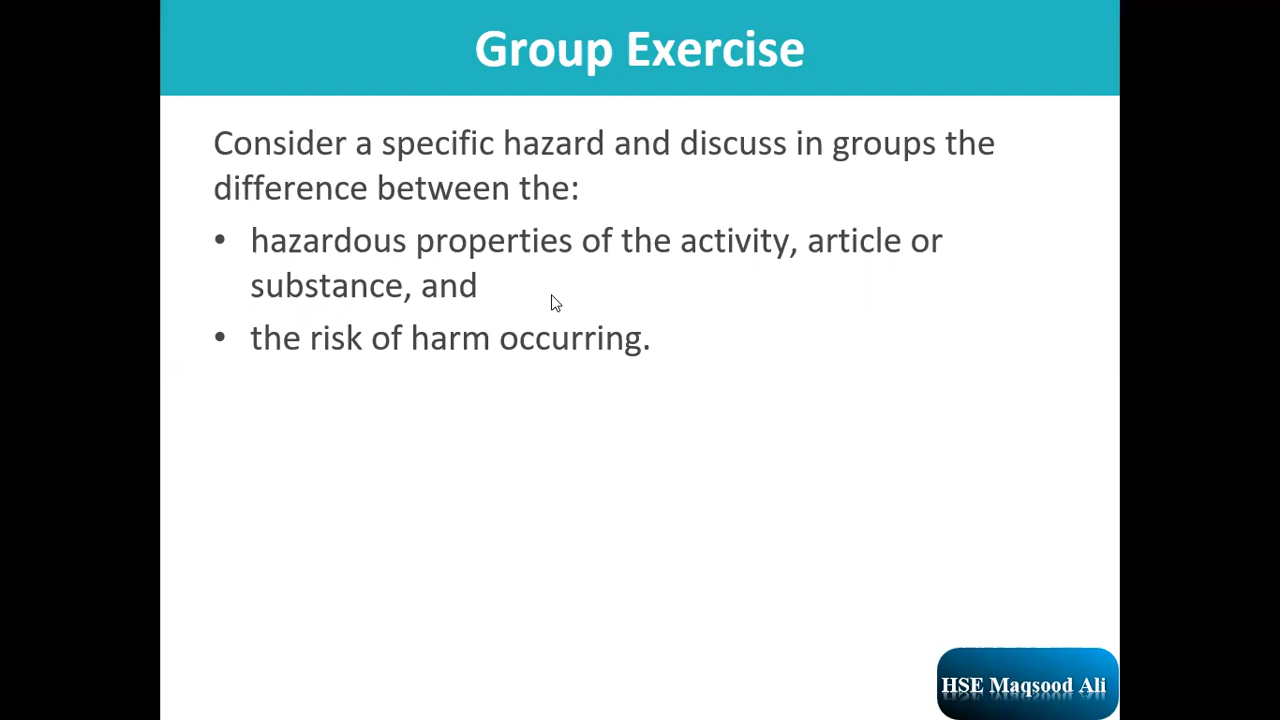 Group Exercise
Consider a specific hazard and discuss in groups the
difference between the:
• hazardous properties of the activity, article or
substance, and
• the risk of harm occurring.
HSE Maqsood Ali